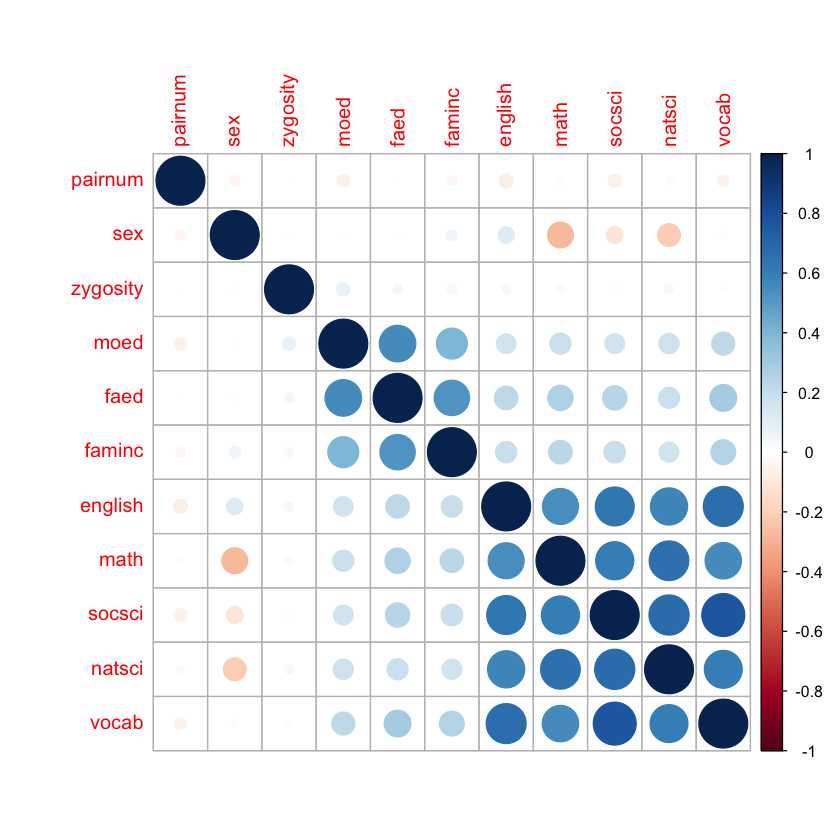 pairnum sex zygosity moed faed faminc english math socsci natsci vocab
pairnum
sex
zygosity
moed
faed
faminc
english
math
socsci
natsci
vocab
1
0.8
0.6
0.4
0.2
0
-0.2
-0.4
-0.6
-0.8
-1